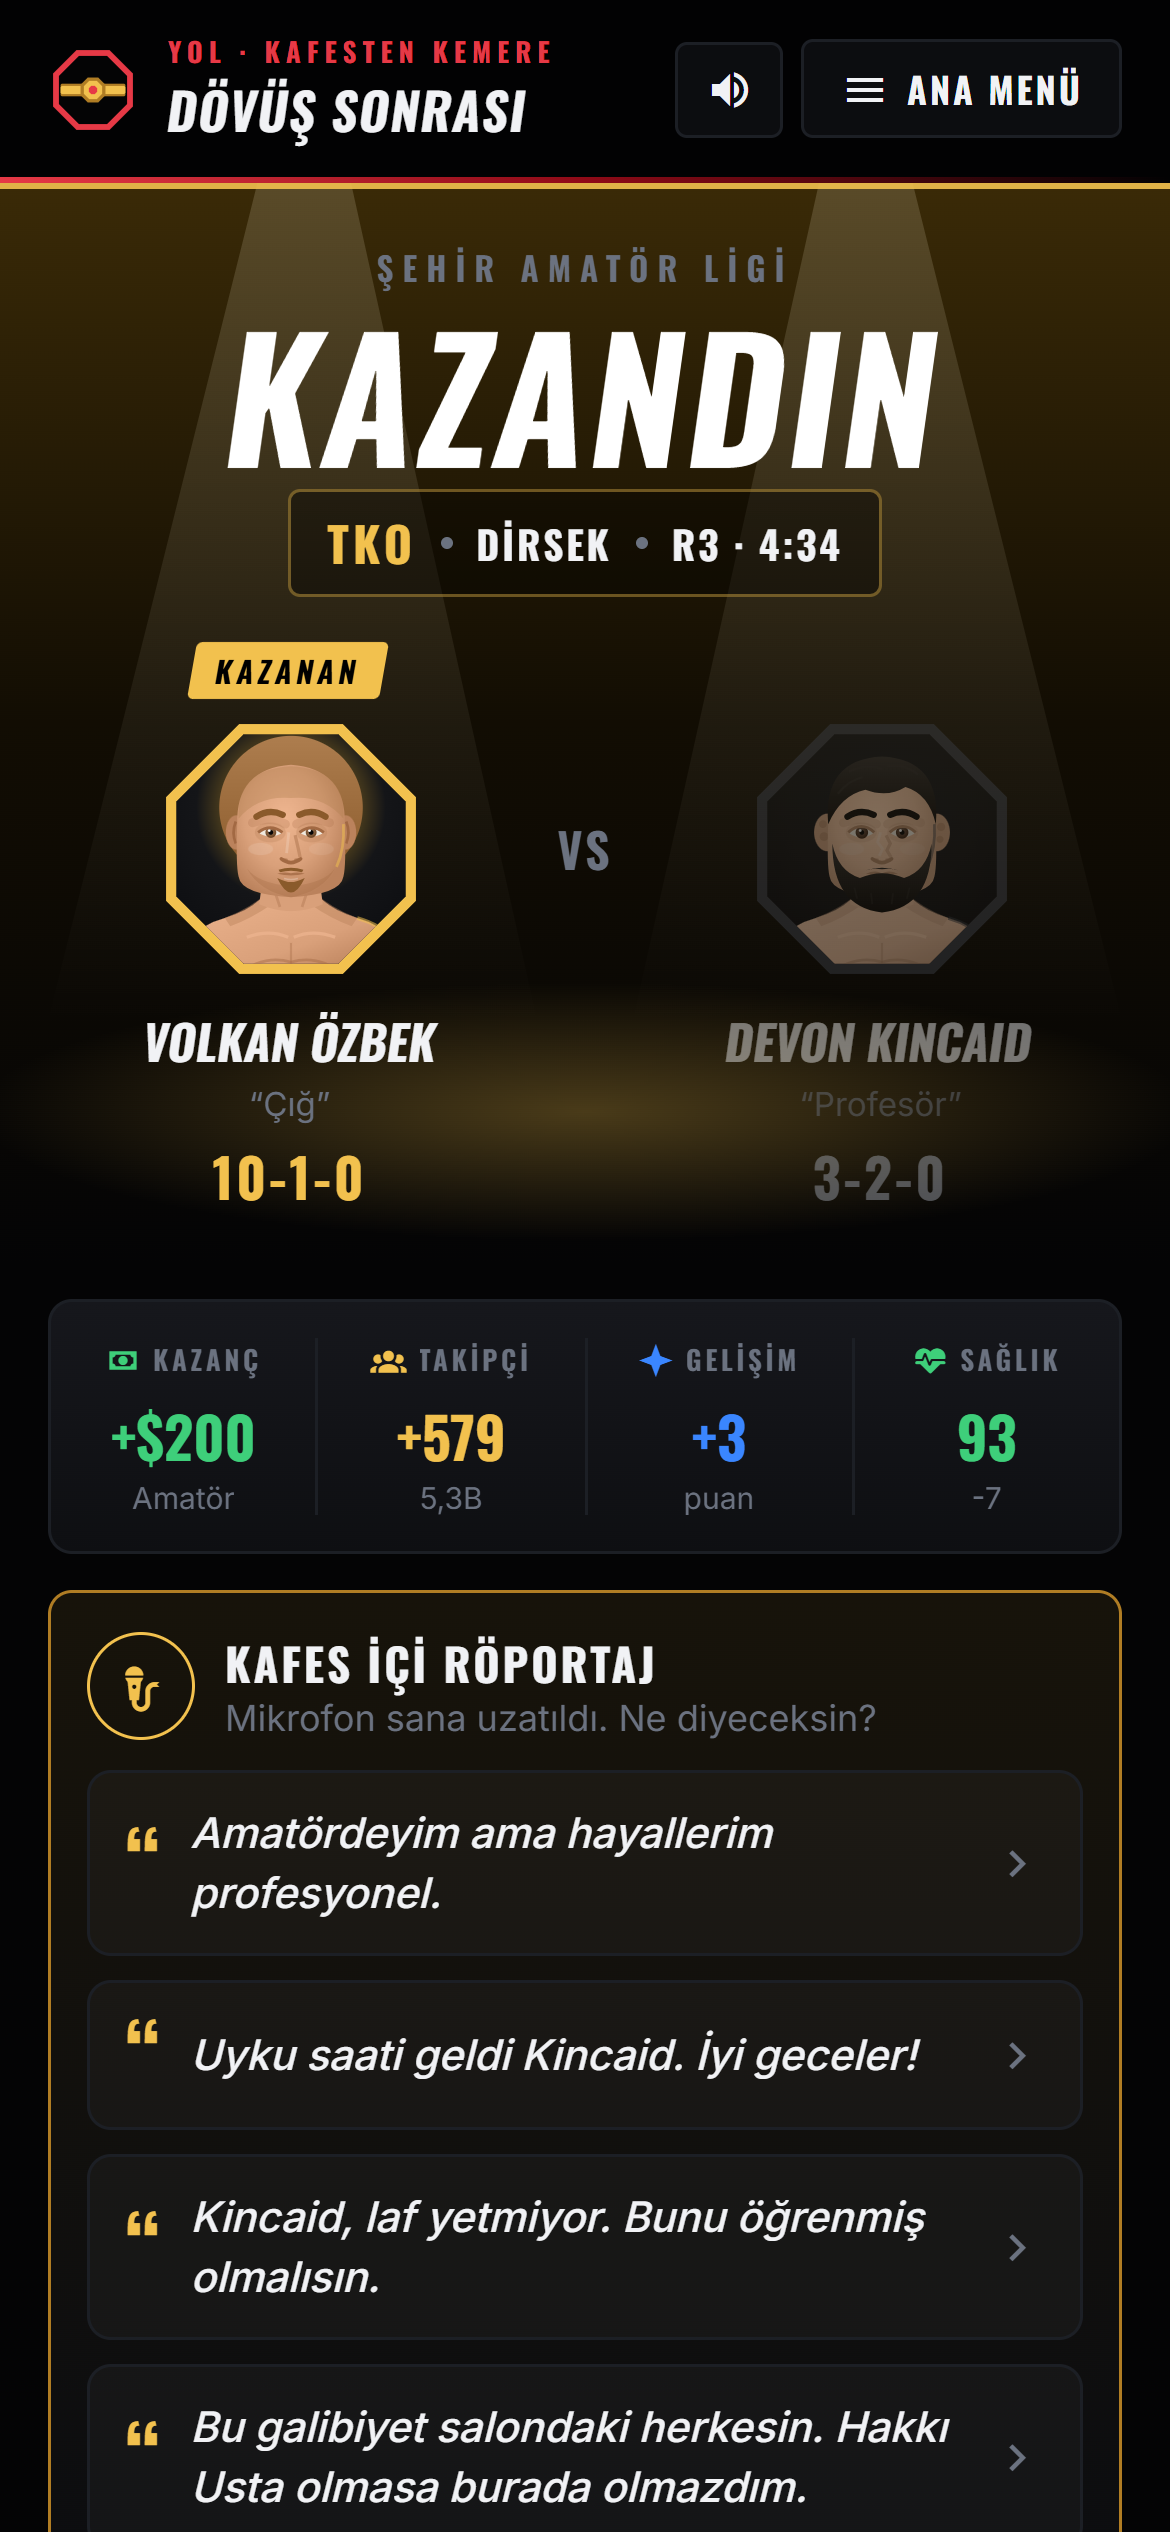 YOL · KAFESTEN KEMERE
DÖVÜŞ SONRASI
ANA MENÜ
ŞEHİR AMATÖR LİGİ
KAZANDIN
TKO • DİRSEK • R3 · 4:34
KAZANAN
VS
VOLKAN ÖZBEK
“Çığ”
10-1-0
DEVON KINCAID
“Profesör”
3-2-0
KAZANÇ
+$200
Amatör
TAKİPÇİ
+579
5,3B
GELİŞİM
+3
puan
SAĞLIK
93
-7
KAFES İÇİ RÖPORTAJ
Mikrofon sana uzatıldı. Ne diyeceksin?
“ Amatördeyim ama hayallerim
profesyonel.
“ Uyku saati geldi Kincaid. İyi geceler!
“ Kincaid, laf yetmiyor. Bunu öğrenmiş
olmalısın.
“ Bu galibiyet salondaki herkesin. Hakkı
Usta olmasa burada olmazdım.